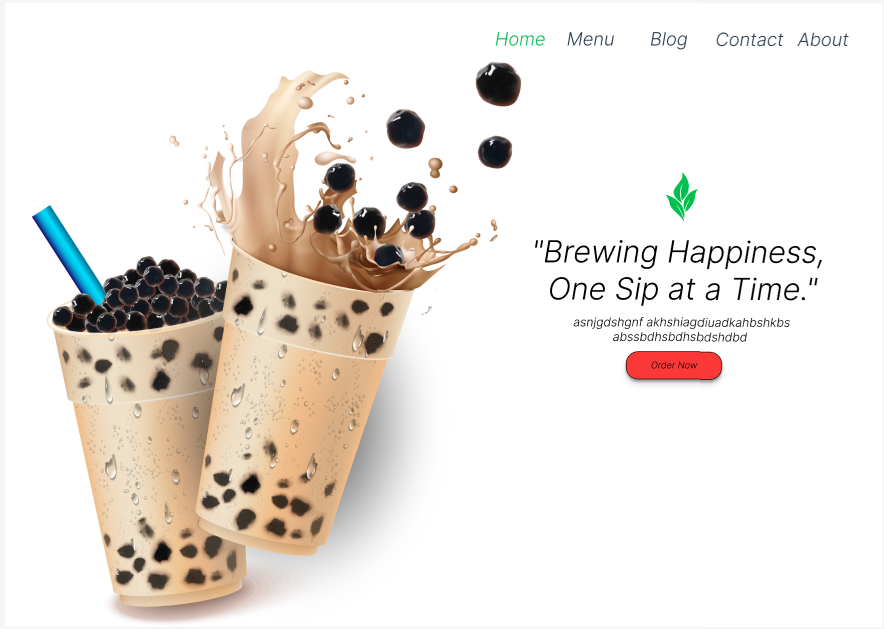 Home Menu Blog Contact About
"Brewing Happiness,
One Sip at a Time."
asnjgdshgnf akhshiagdiuadkahbshkbs
abssbdhsbdhsbdshdbd
Order Now